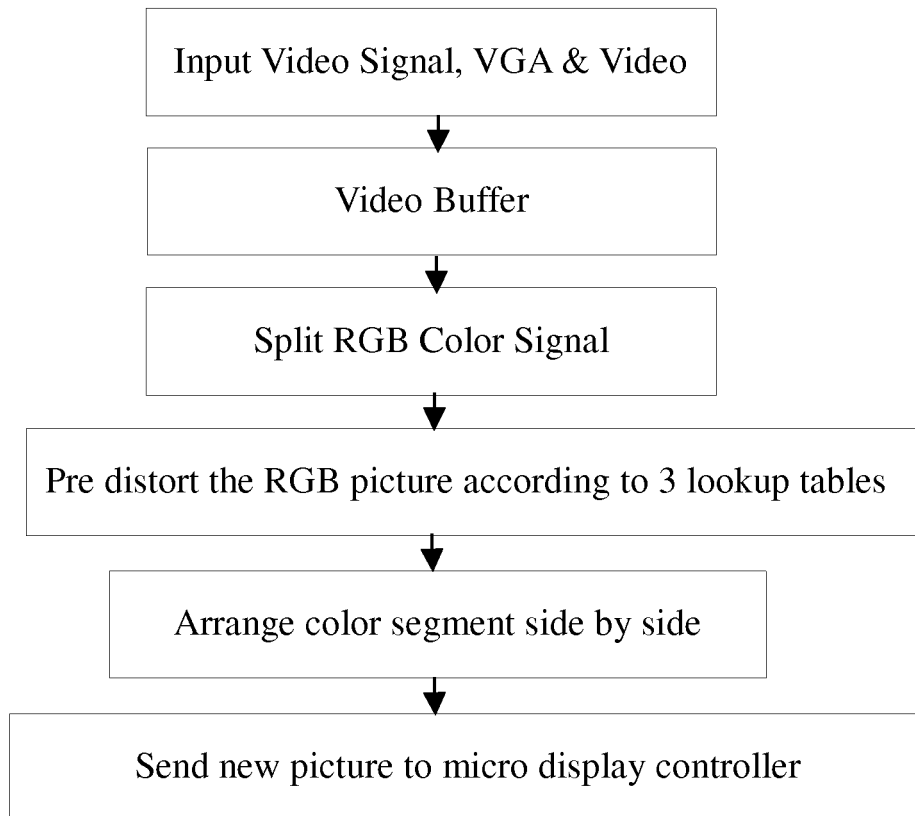 Input Video Signal, VGA & Video
Video Buffer
Split RGB Color Signal
Pre distort the RGB picture according to 3 lookup tables
Arrange color segment side by side
Send new picture to micro display controller